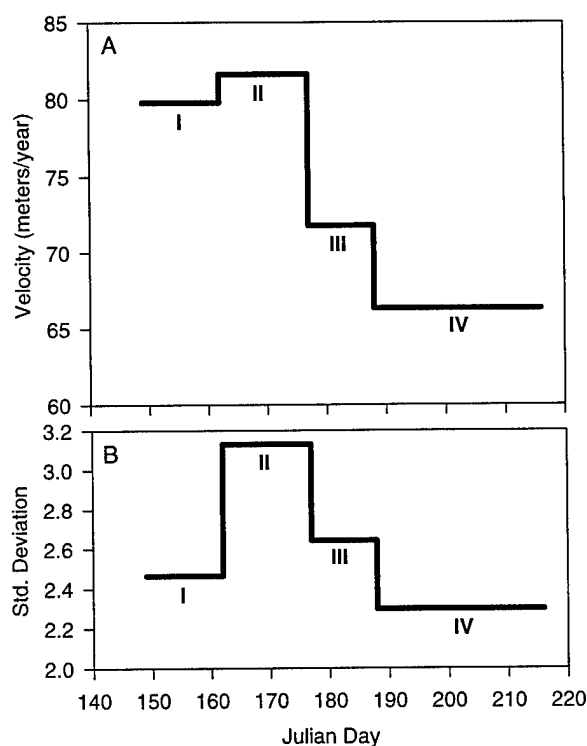 A
85
80
75
70
65
60
Velocity (meters/year)
I
II
III
IV
B
3.2
3.0
2.8
2.6
2.4
2.2
2.0
Std. Deviation
I
II
III
IV
140 150 160 170 180 190 200 210 220
Julian Day